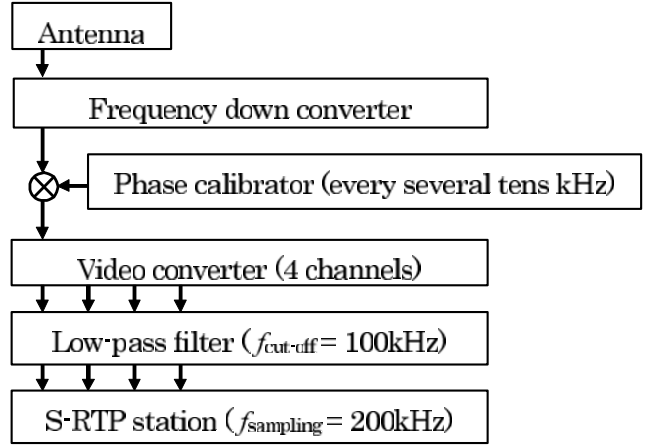 Antenna
Frequency down converter
Phase calibrator (every several tens kHz)
Video converter (4 channels)
Low-pass filter (fcut-off = 100kHz)
S-RTP station (fsampling = 200kHz)